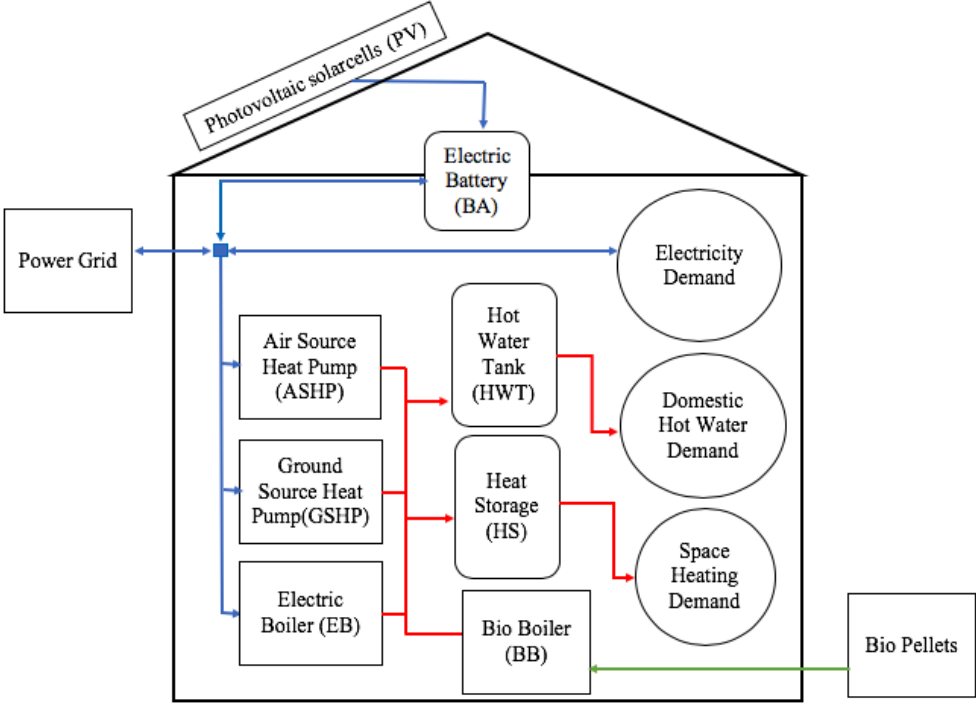 Photovoltaic solarcells (PV)
Electric
Battery
(BA)
Power Grid
Electricity
Demand
Air Source
Heat Pump
(ASHP)
Hot
Water
Tank
(HWT)
Domestic
Hot Water
Demand
Ground
Source Heat
Pump(GSHP)
Heat
Storage
(HS)
Space
Heating
Demand
Electric
Boiler (EB)
Bio Boiler
(BB)
Bio Pellets